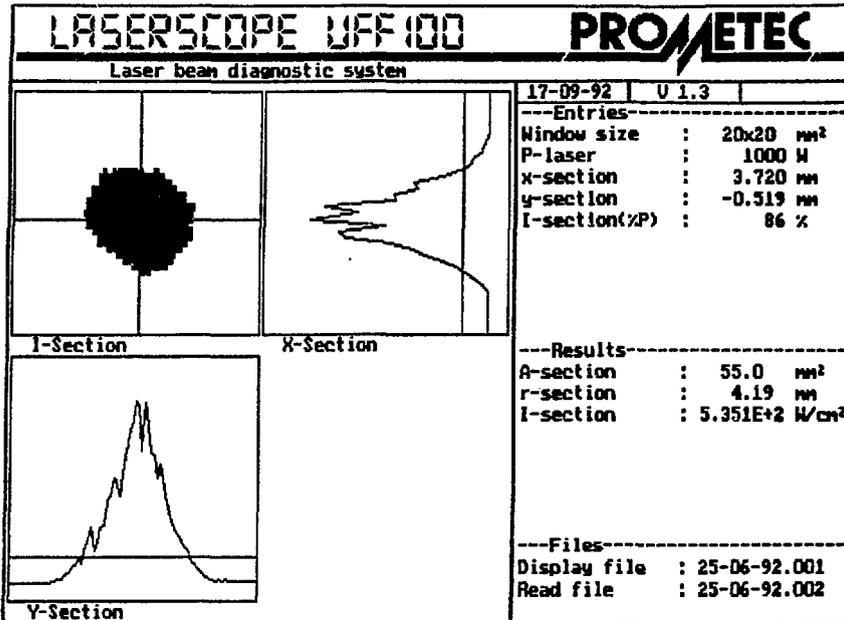 LASERSCOPE UFF100 PROMETEC
Laser beam diagnostic system
17-09-92 V 1.3
---Entries---
Window size : 20x20 mm²
P-laser : 1000 W
x-section : 3.720 mm
y-section : -0.519 mm
I-section(%P) : 86 %
I-Section X-Section
---Results---
A-section : 55.0 mm²
r-section : 4.19 mm
I-section : 5.351E+2 W/cm²
---Files---
Display file : 25-06-92.001
Read file : 25-06-92.002
Y-Section